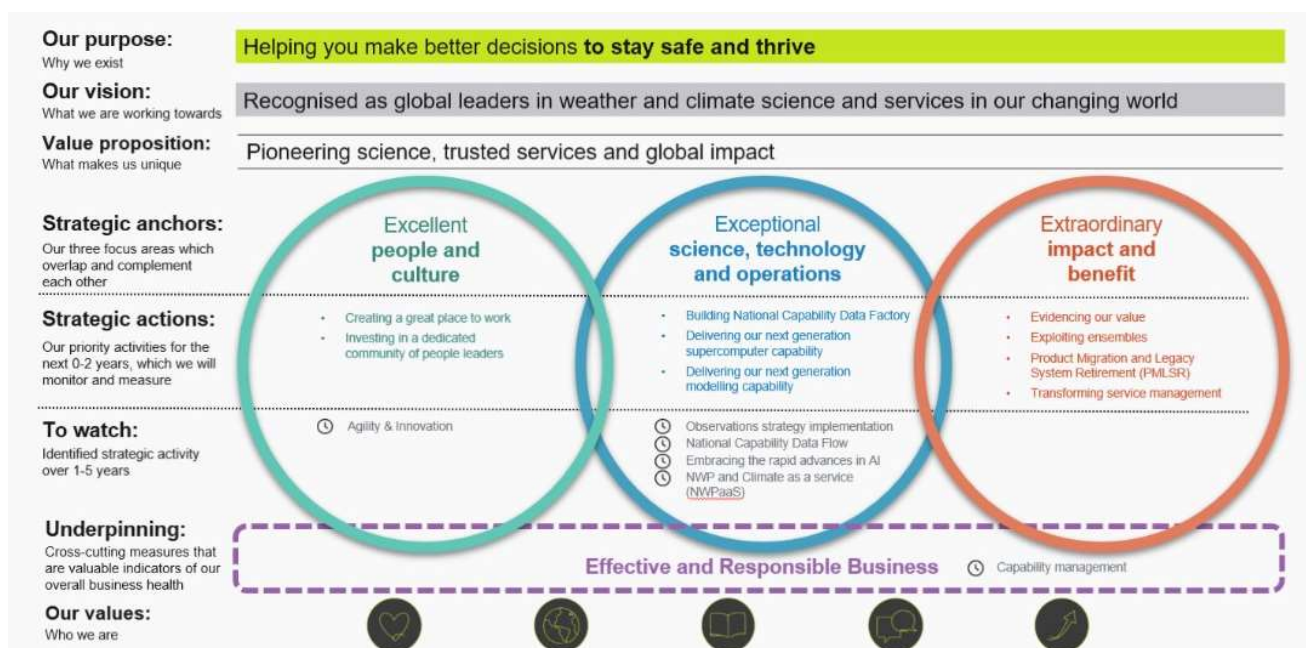 Our purpose:
Why we exist
Helping you make better decisions to stay safe and thrive
Our vision:
What we are working towards
Recognised as global leaders in weather and climate science and services in our changing world
Value proposition:
What makes us unique
Pioneering science, trusted services and global impact
Strategic anchors:
Our three focus areas which
overlap and complement
each other
Excellent
people and
culture
Exceptional
science, technology
and operations
Extraordinary
impact and
benefit
Strategic actions:
Our priority activities for the
next 0-2 years, which we will
monitor and measure
• Creating a great place to work
• Investing in a dedicated
community of people leaders
• Building National Capability Data Factory
• Delivering our next generation
supercomputer capability
• Delivering our next generation
modelling capability
• Evidencing our value
• Exploiting ensembles
• Product Migration and Legacy
System Retirement (PMLSR)
• Transforming service management
To watch:
Identified strategic activity
over 1-5 years
Agility & Innovation
Observations strategy implementation
National Capability Data Flow
Embracing the rapid advances in AI
NWP and Climate as a service
(NWPaaS)
Underpinning:
Cross-cutting measures that
are valuable indicators of our
overall business health
Effective and Responsible Business
Capability management
Our values:
Who we are